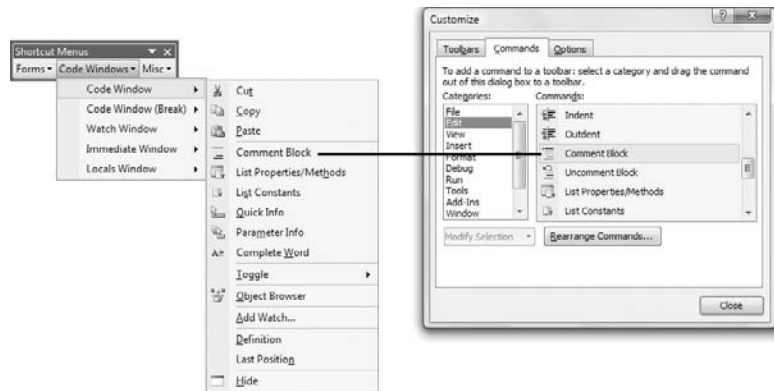 Shortcut Menus
Forms Code Windows Misc
Code Window
Code Window (Break)
Watch Window
Immediate Window
Locals Window
Cut
Copy
Paste
Comment Block
List Properties/Methods
List Constants
Quick Info
Parameter Info
Complete Word
Toggle
Object Browser
Add Watch...
Definition
Last Position
Hide
Customize
Toolbars Commands Options
To add a command to a toolbar: select a category and drag the command
out of this dialog box to a toolbar.
Categories:
File
Edit
View
Insert
Format
Debug
Run
Tools
Add-Ins
Window
Commands:
Indent
Outdent
Comment Block
Uncomment Block
List Properties/Methods
List Constants
Modify Selection
Rearrange Commands...
Close